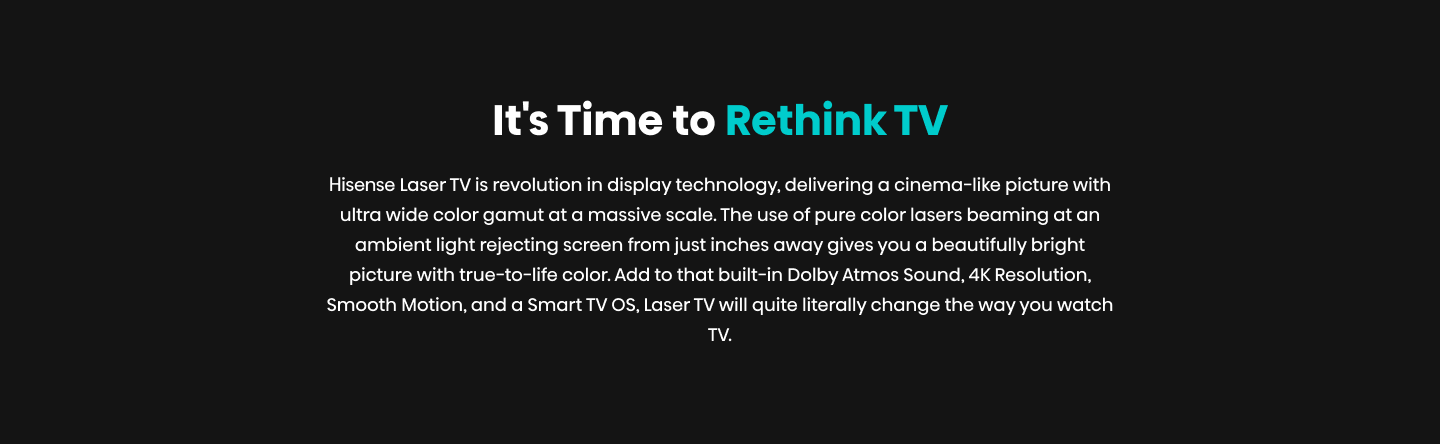 It's Time to Rethink TV
Hisense Laser TV is revolution in display technology, delivering a cinema-like picture with
ultra wide color gamut at a massive scale. The use of pure color lasers beaming at an
ambient light rejecting screen from just inches away gives you a beautifully bright
picture with true-to-life color. Add to that built-in Dolby Atmos Sound, 4K Resolution,
Smooth Motion, and a Smart TV OS, Laser TV will quite literally change the way you watch
TV.